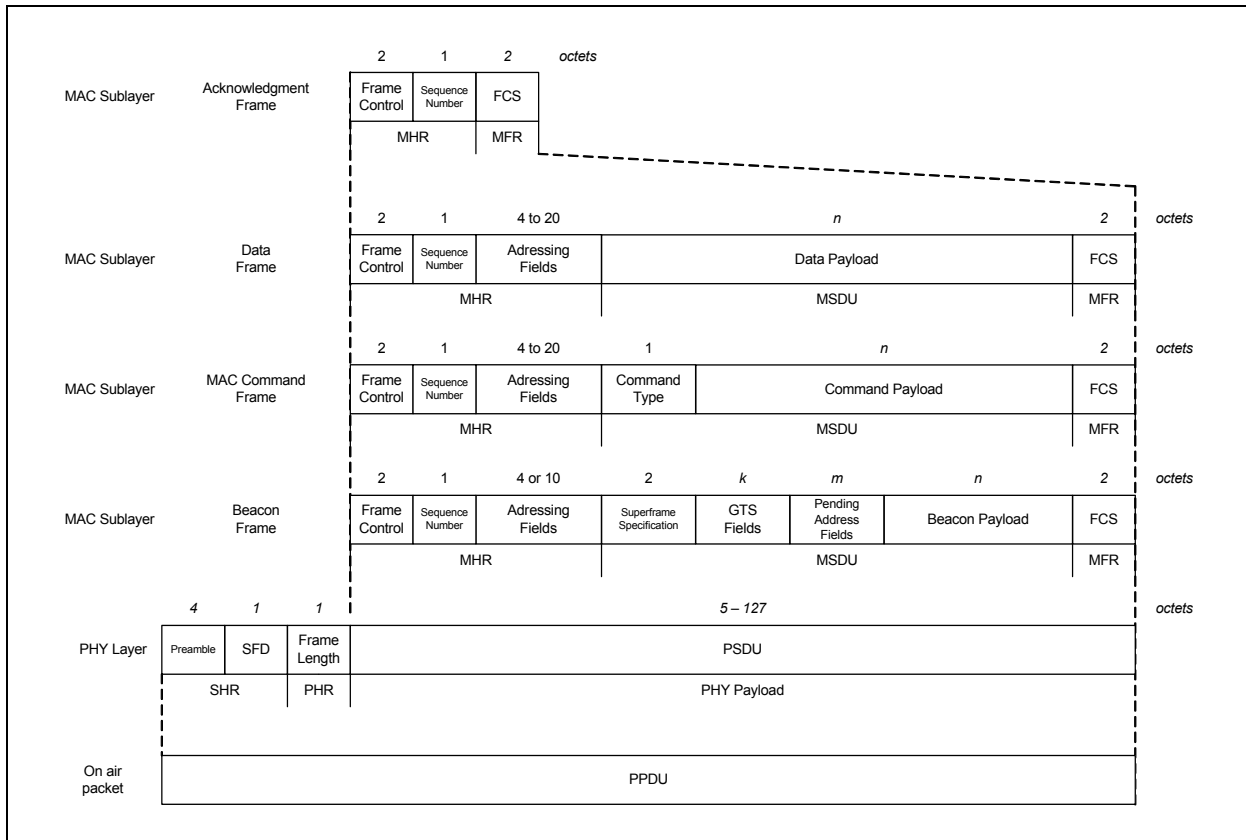 2 1 2 octets
MAC Sublayer Acknowledgment Frame Frame Control Sequence Number FCS
MHR MFR
2 1 4 to 20 n 2 octets
MAC Sublayer Data Frame Frame Control Sequence Number Adressing Fields Data Payload FCS
MHR MSDU MFR
2 1 4 to 20 1 n 2 octets
MAC Sublayer MAC Command Frame Frame Control Sequence Number Adressing Fields Command Type Command Payload FCS
MHR MSDU MFR
2 1 4 or 10 2 k m n 2 octets
MAC Sublayer Beacon Frame Frame Control Sequence Number Adressing Fields Superframe Specification GTS Fields Pending Address Fields Beacon Payload FCS
MHR MSDU MFR
4 1 1 5 – 127 octets
PHY Layer Preamble SFD Frame Length PSDU
SHR PHR PHY Payload
On air packet PPDU